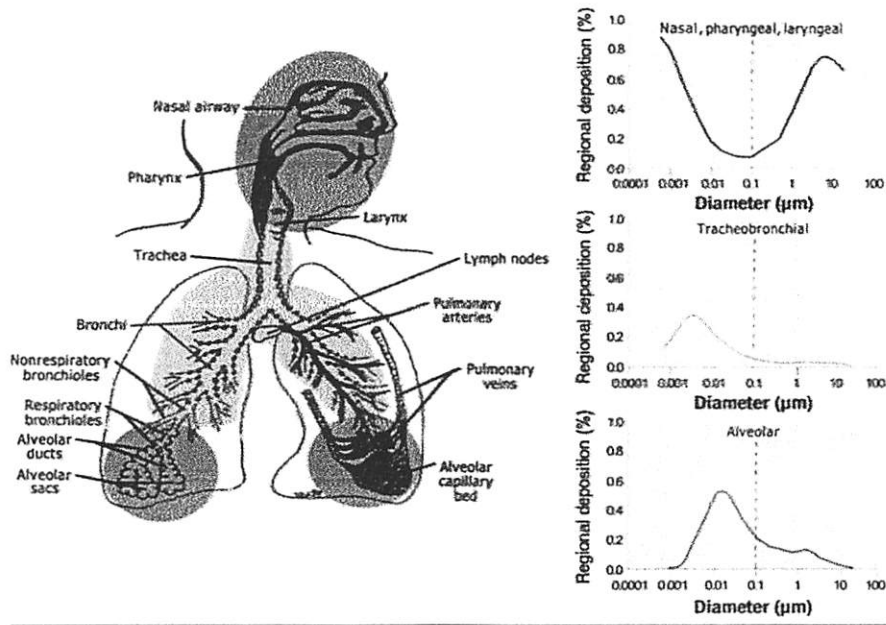 Nasal airway
Pharynx
Larynx
Trachea
Lymph nodes
Bronchi
Pulmonary
arteries
Nonrespiratory
bronchioles
Pulmonary
veins
Respiratory
bronchioles
Alveolar
ducts
Alveolar
sacs
Alveolar
capillary
bed
Regional deposition (%)
Nasal, pharyngeal, laryngeal
1.0
0.8
0.6
0.4
0.2
0.0
0.0001 0.001 0.01 0.1 1 10 100
Diameter (µm)
Regional deposition (%)
Tracheobronchial
1.0
0.8
0.6
0.4
0.2
0.0
0.0001 0.001 0.01 0.1 1 10 100
Diameter (µm)
Regional deposition (%)
Alveolar
1.0
0.8
0.6
0.4
0.2
0.0
0.0001 0.001 0.01 0.1 1 10 100
Diameter (µm)